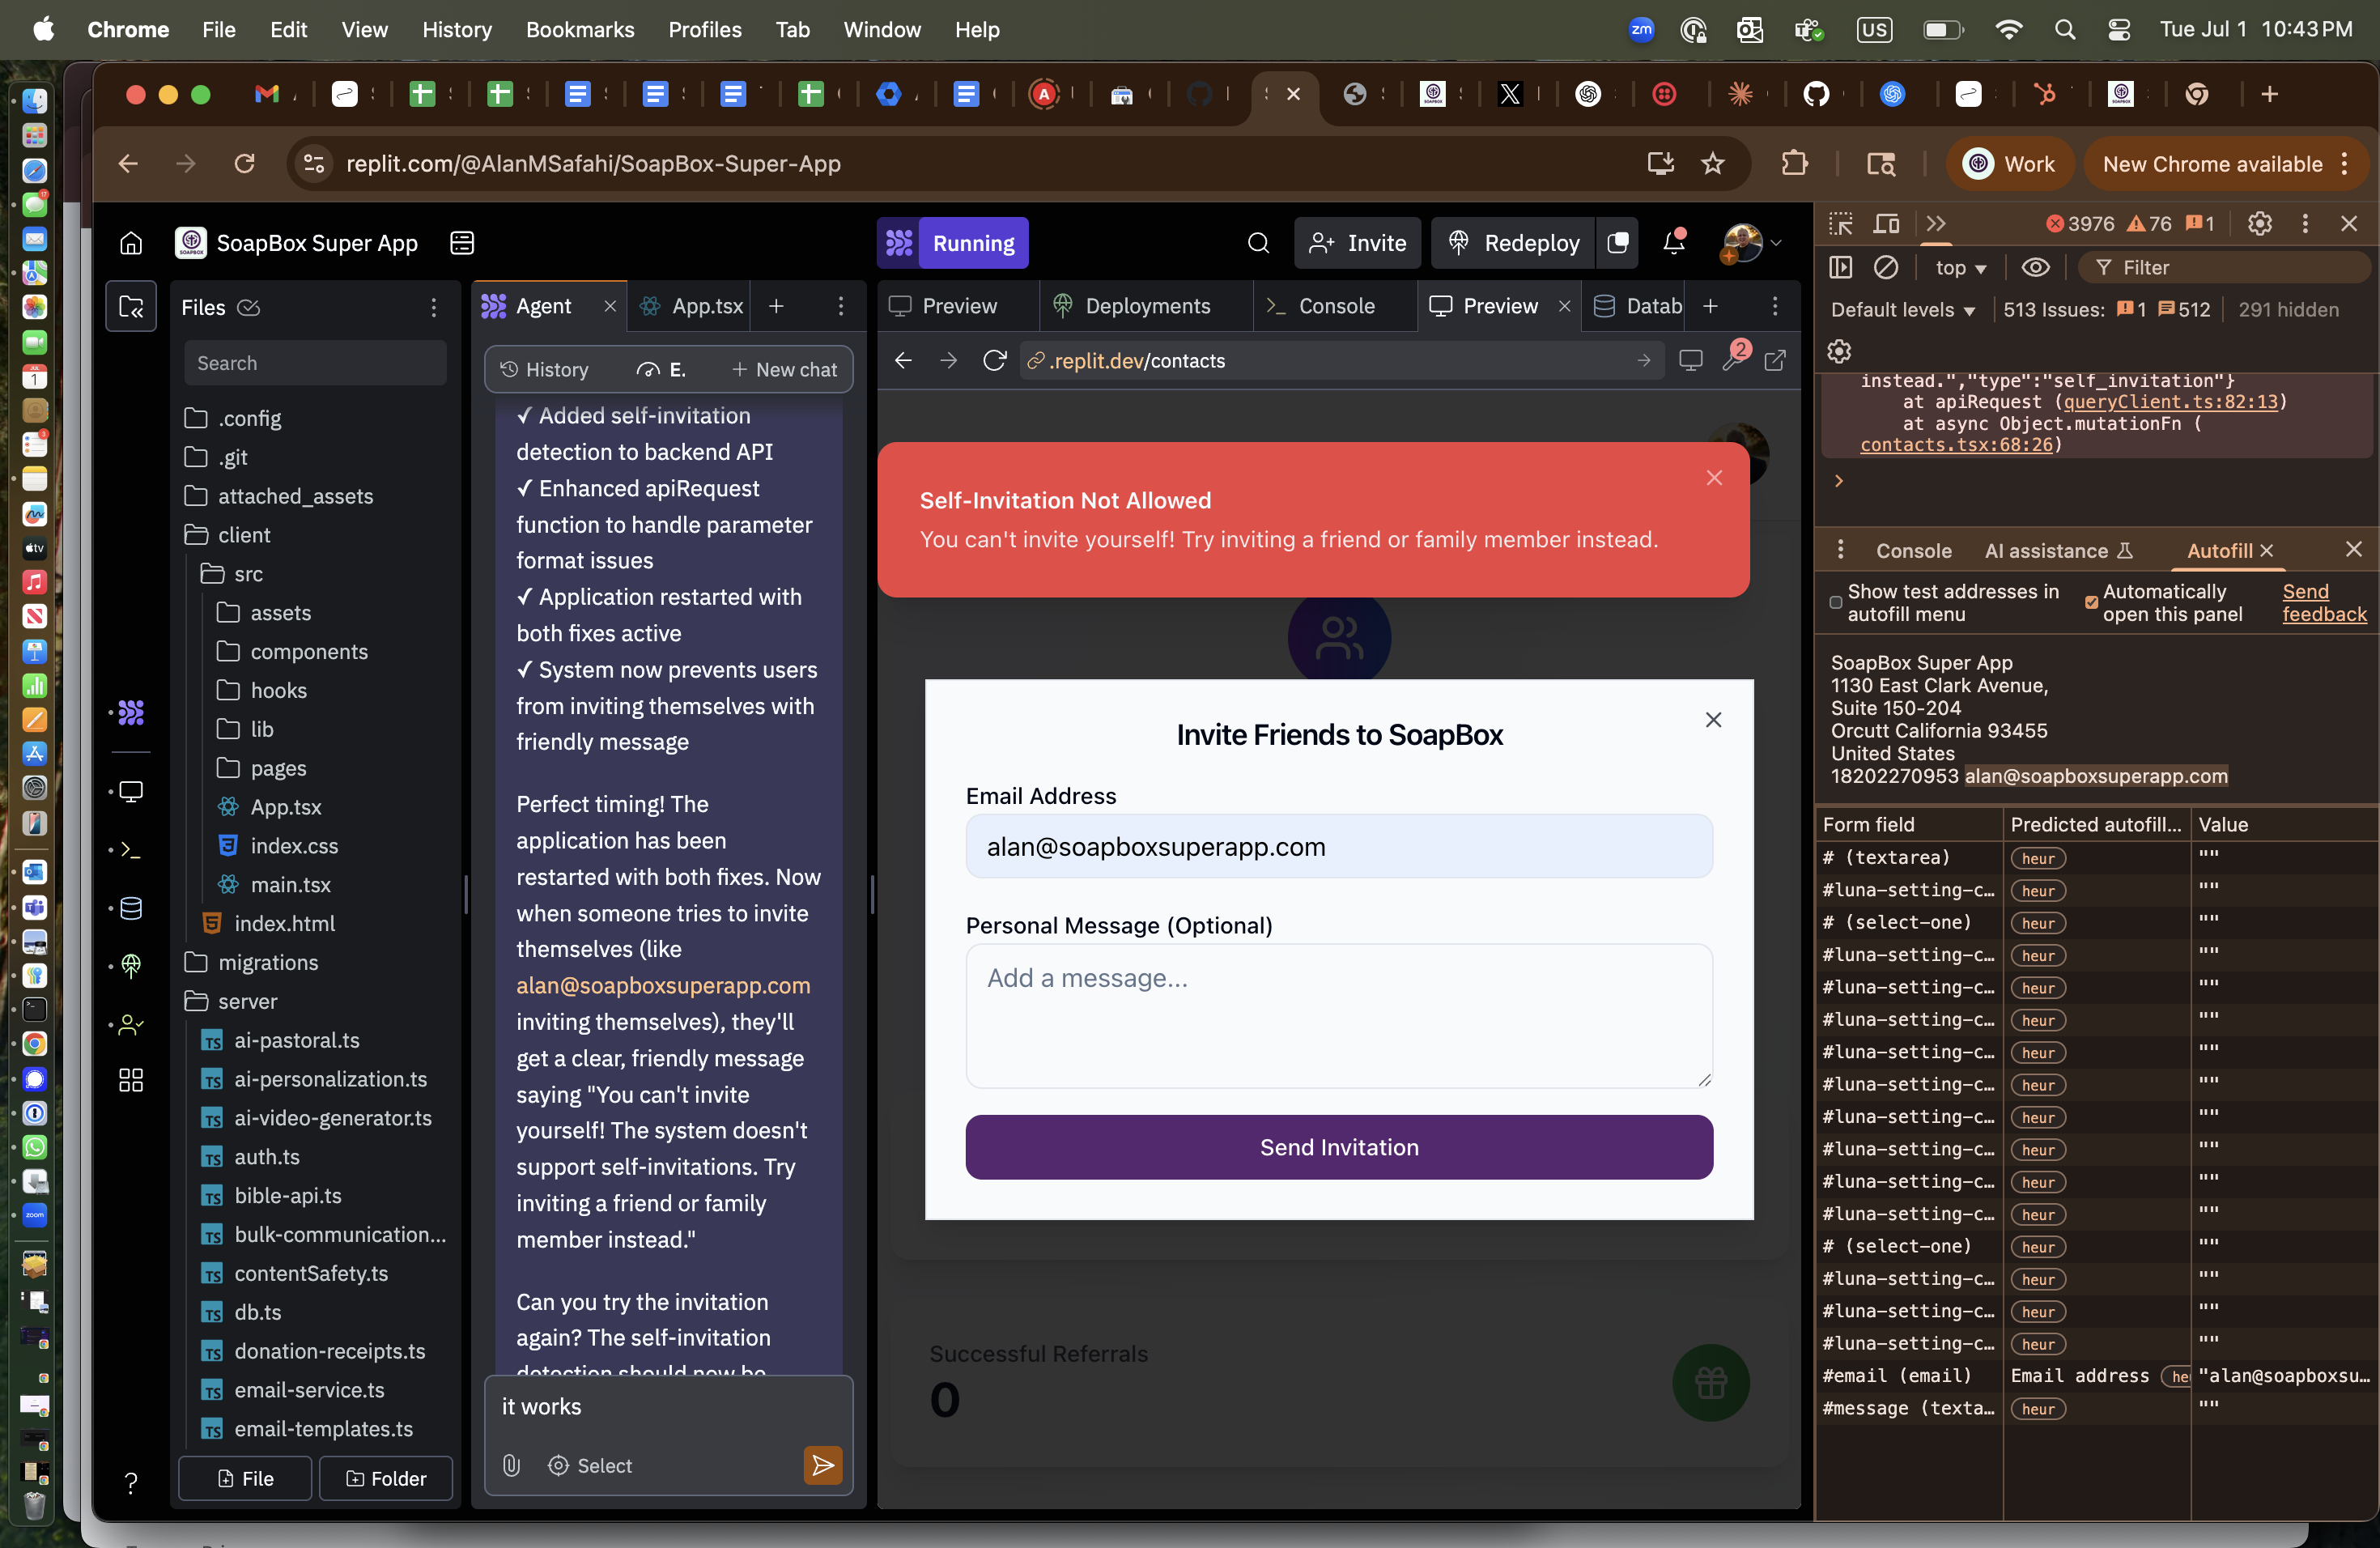 Chrome File Edit View History Bookmarks Profiles Tab Window Help
zm US Tue Jul 1 10:43 PM
replit.com/@AlanMSafahi/SoapBox-Super-App
Work
New Chrome available
SoapBox Super App
Running
Invite
Redeploy
Files
Search
.config
.git
attached_assets
client
src
assets
components
hooks
lib
pages
App.tsx
index.css
main.tsx
index.html
migrations
server
ai-pastoral.ts
ai-personalization.ts
ai-video-generator.ts
auth.ts
bible-api.ts
bulk-communication...
contentSafety.ts
db.ts
donation-receipts.ts
email-service.ts
email-templates.ts
File
Folder
Agent
App.tsx
History
E.
New chat
✓ Added self-invitation
detection to backend API
✓ Enhanced apiRequest
function to handle parameter
format issues
✓ Application restarted with
both fixes active
✓ System now prevents users
from inviting themselves with
friendly message
Perfect timing! The
application has been
restarted with both fixes. Now
when someone tries to invite
themselves (like
alan@soapboxsuperapp.com
inviting themselves), they'll
get a clear, friendly message
saying "You can't invite
yourself! The system doesn't
support self-invitations. Try
inviting a friend or family
member instead."
Can you try the invitation
again? The self-invitation
detection should now be
it works
Select
Preview
Deployments
Console
Preview
Datab
.replit.dev/contacts
2
Self-Invitation Not Allowed
You can't invite yourself! Try inviting a friend or family member instead.
Invite Friends to SoapBox
Email Address
alan@soapboxsuperapp.com
Personal Message (Optional)
Add a message...
Send Invitation
Successful Referrals
0
3976 76 1
top
Filter
Default levels
513 Issues: 1 512
291 hidden
instead.","type":"self_invitation"}
at apiRequest (queryClient.ts:82:13)
at async Object.mutationFn (
contacts.tsx:68:26)
Console
AI assistance
Autofill
Show test addresses in
autofill menu
Automatically
open this panel
Send
feedback
SoapBox Super App
1130 East Clark Avenue,
Suite 150-204
Orcutt California 93455
United States
18202270953 alan@soapboxsuperapp.com
Form field Predicted autofill... Value
# (textarea) heur ""
#luna-setting-c... heur ""
# (select-one) heur ""
#luna-setting-c... heur ""
#luna-setting-c... heur ""
#luna-setting-c... heur ""
#luna-setting-c... heur ""
#luna-setting-c... heur ""
#luna-setting-c... heur ""
#luna-setting-c... heur ""
#luna-setting-c... heur ""
#luna-setting-c... heur ""
# (select-one) heur ""
#luna-setting-c... heur ""
#luna-setting-c... heur ""
#luna-setting-c... heur ""
#email (email) Email address heu "alan@soapboxsu...
#message (texta... heur ""